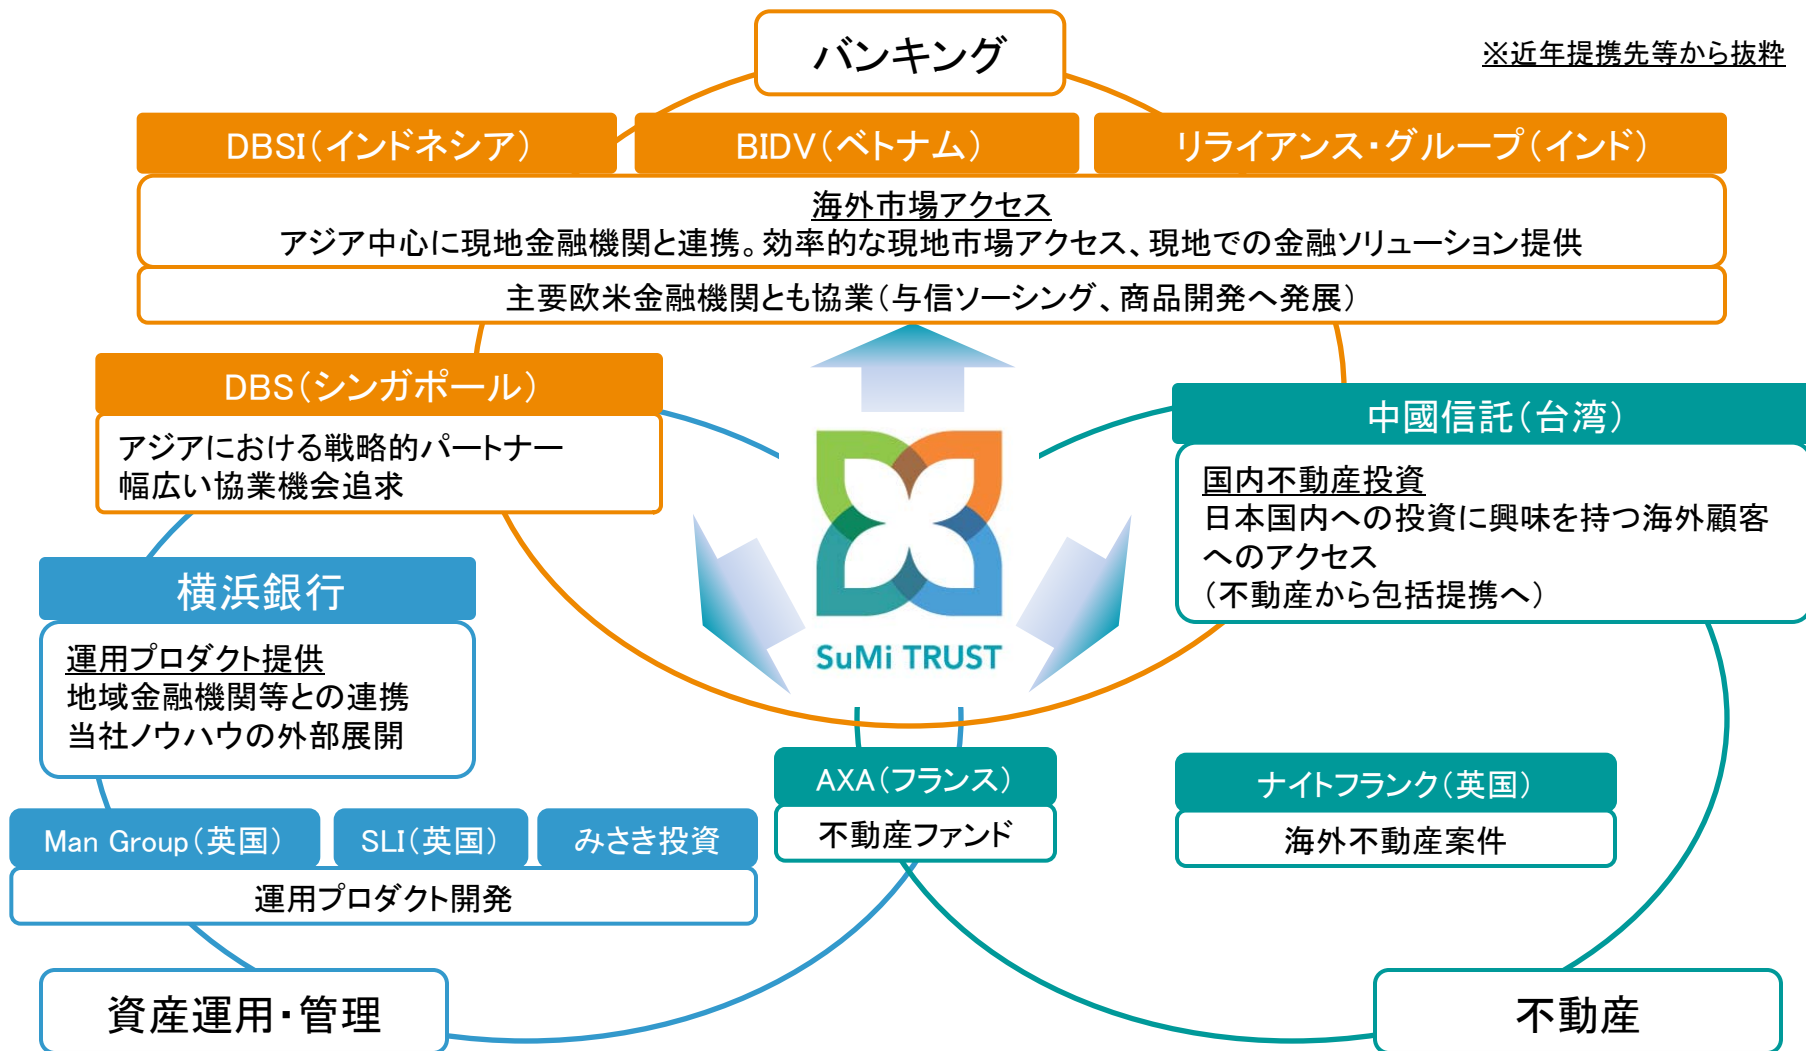 バンキング
※近年提携先等から抜粋
DBSI（インドネシア）
BIDV（ベトナム）
リライアンス・グループ（インド）
海外市場アクセス
アジア中心に現地金融機関と連携。効率的な現地市場アクセス、現地での金融ソリューション提供
主要欧米金融機関とも協業（与信ソーシング、商品開発へ発展）
DBS（シンガポール）
アジアにおける戦略的パートナー
幅広い協業機会追求
中國信託（台湾）
国内不動産投資
日本国内への投資に興味を持つ海外顧客
へのアクセス
（不動産から包括提携へ）
SuMi TRUST
横浜銀行
運用プロダクト提供
地域金融機関等との連携
当社ノウハウの外部展開
AXA（フランス）
不動産ファンド
ナイトフランク（英国）
海外不動産案件
Man Group（英国）
SLI（英国）
みさき投資
運用プロダクト開発
資産運用・管理
不動産